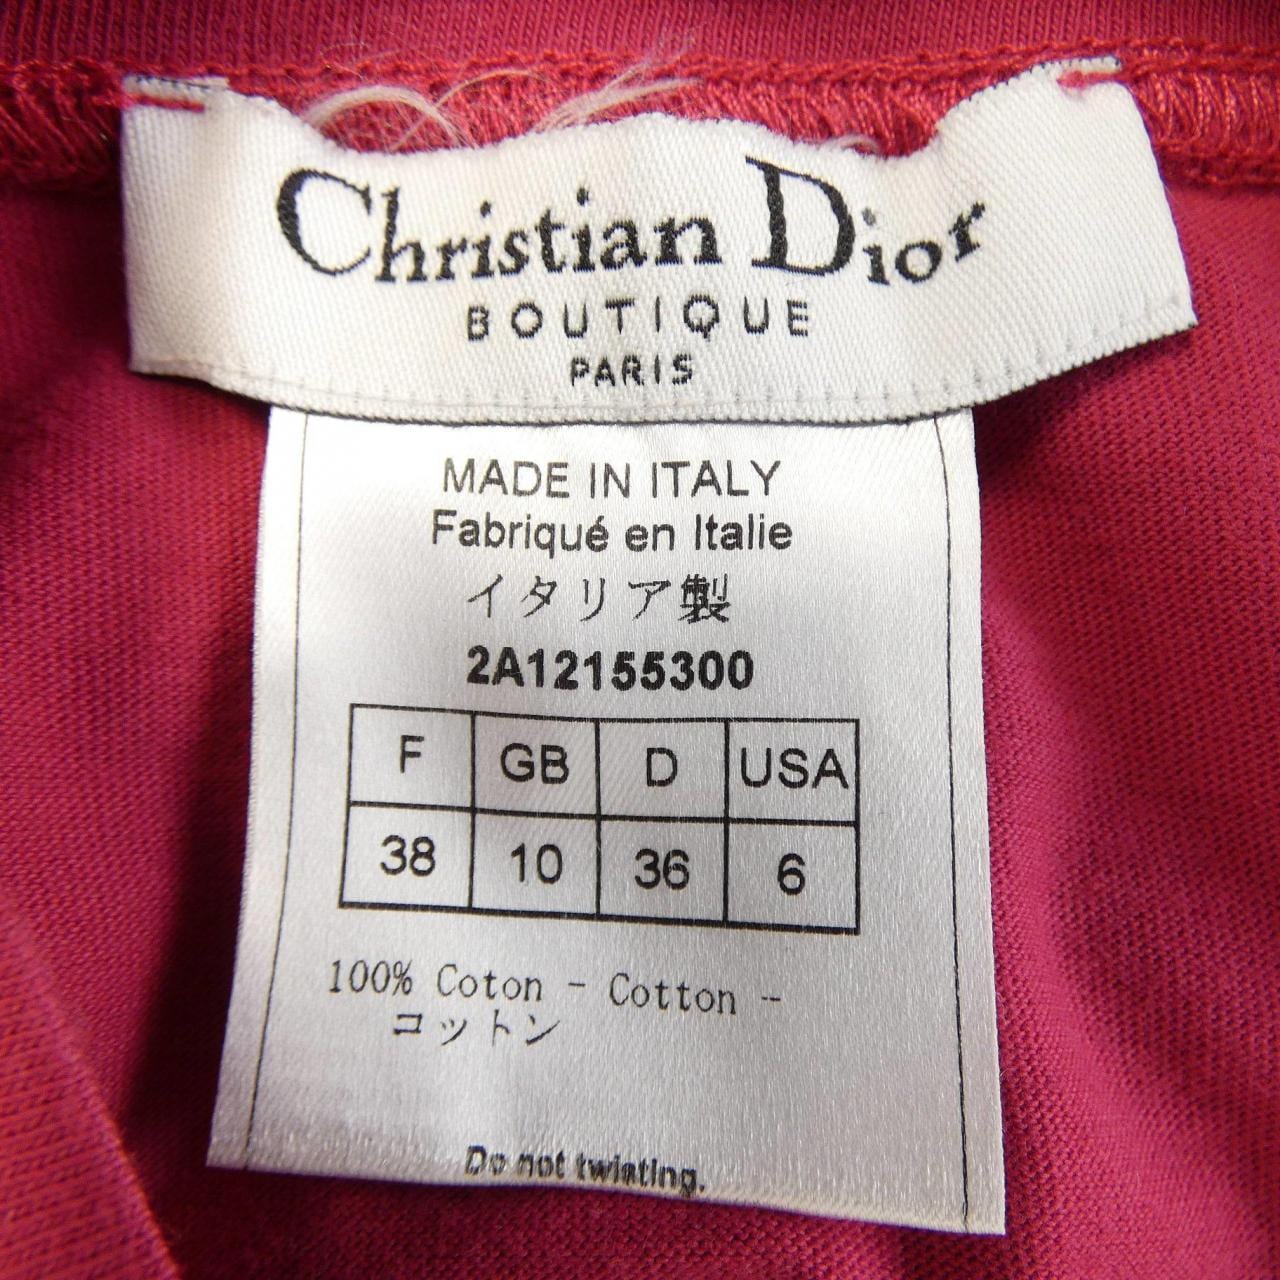 Christian Dior
BOUTIQUE
PARIS
MADE IN ITALY
Fabriqué en Italie
イタリア製
2A12155300
F GB D USA
38 10 36 6
100% Coton - Cotton -
コットン
Do not twisting.